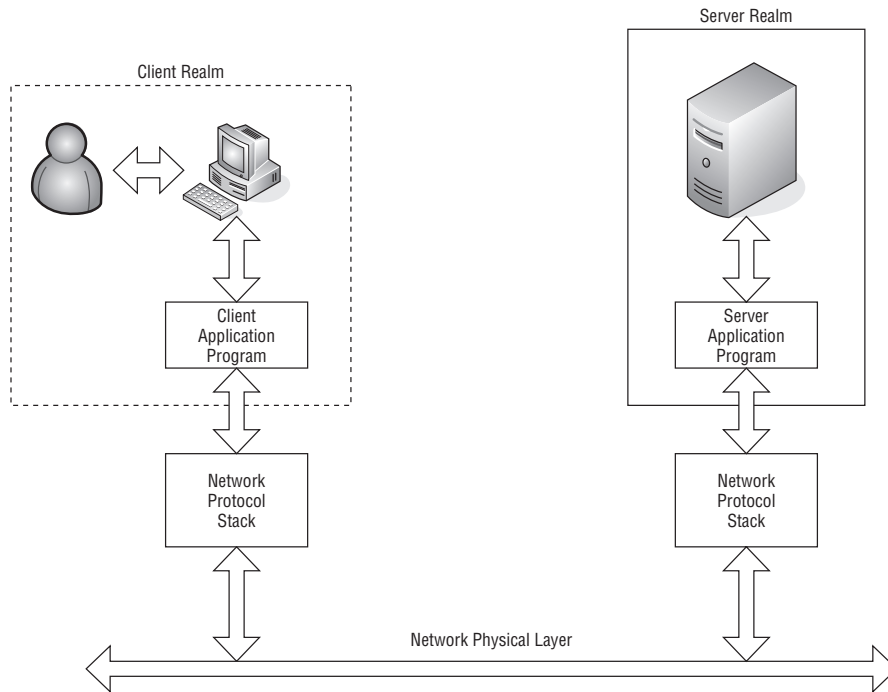 Server Realm
Client Realm
Client
Application
Program
Server
Application
Program
Network
Protocol
Stack
Network
Protocol
Stack
Network Physical Layer